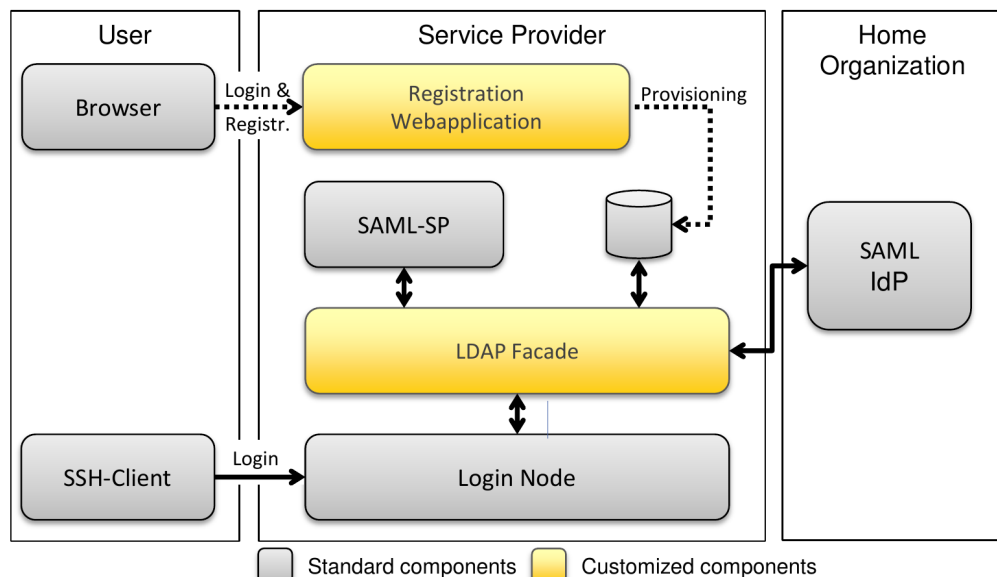 User
Service Provider
Home
Organization
Browser
Login &
Registr.
Registration
Webapplication
Provisioning
SAML-SP
SAML
IdP
LDAP Facade
SSH-Client
Login
Login Node
Standard components
Customized components